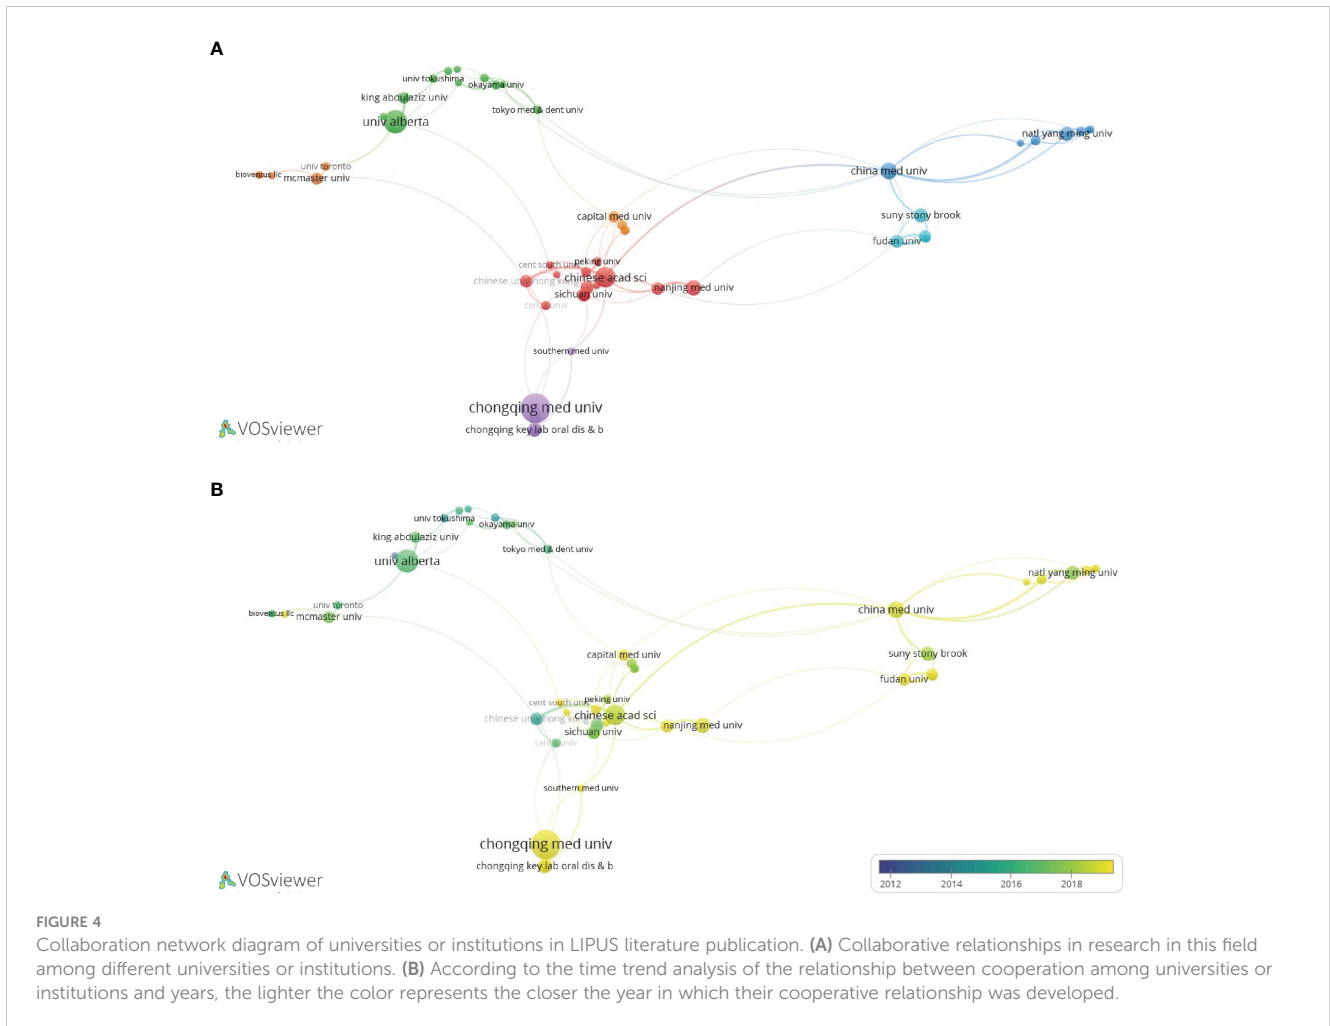 A
univ tokushima
okayama univ
king abdulaziz univ
tokyo med & dent univ
univ alberta
natl yang ming univ
univ toronto
bioventus llc
mcmaster univ
china med univ
capital med univ
suny stony brook
fudan univ
peking univ
cent south univ
chinese acad sci
chinese univ hong kong
sichuan univ
nanjing med univ
southern med univ
chongqing med univ
chongqing key lab oral dis & b
VOSviewer
B
univ tokushima
okayama univ
king abdulaziz univ
tokyo med & dent univ
univ alberta
natl yang ming univ
univ toronto
bioventus llc
mcmaster univ
china med univ
capital med univ
suny stony brook
fudan univ
peking univ
cent south univ
chinese acad sci
chinese univ hong kong
sichuan univ
nanjing med univ
southern med univ
chongqing med univ
chongqing key lab oral dis & b
VOSviewer
2012 2014 2016 2018
FIGURE 4
Collaboration network diagram of universities or institutions in LIPUS literature publication. (A) Collaborative relationships in research in this field
among different universities or institutions. (B) According to the time trend analysis of the relationship between cooperation among universities or
institutions and years, the lighter the color represents the closer the year in which their cooperative relationship was developed.